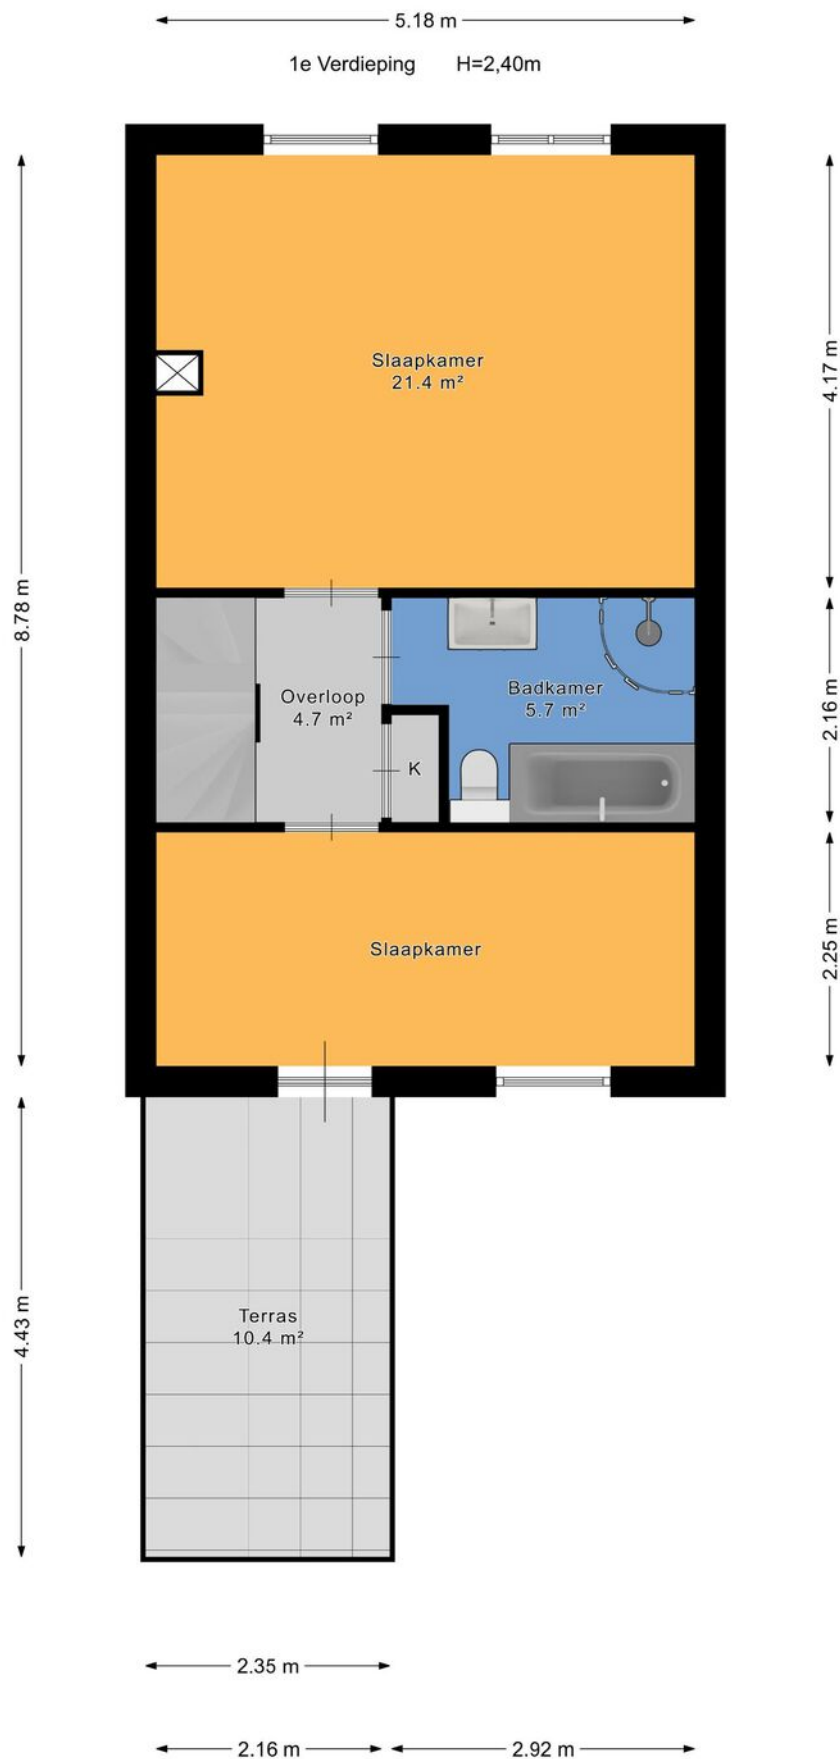 5.18 m
1e Verdieping H=2,40m
Slaapkamer
21.4 m²
4.17 m
8.78 m
Overloop
4.7 m²
Badkamer
5.7 m²
K
2.16 m
Slaapkamer
2.25 m
Terras
10.4 m²
4.43 m
2.35 m
2.16 m
2.92 m